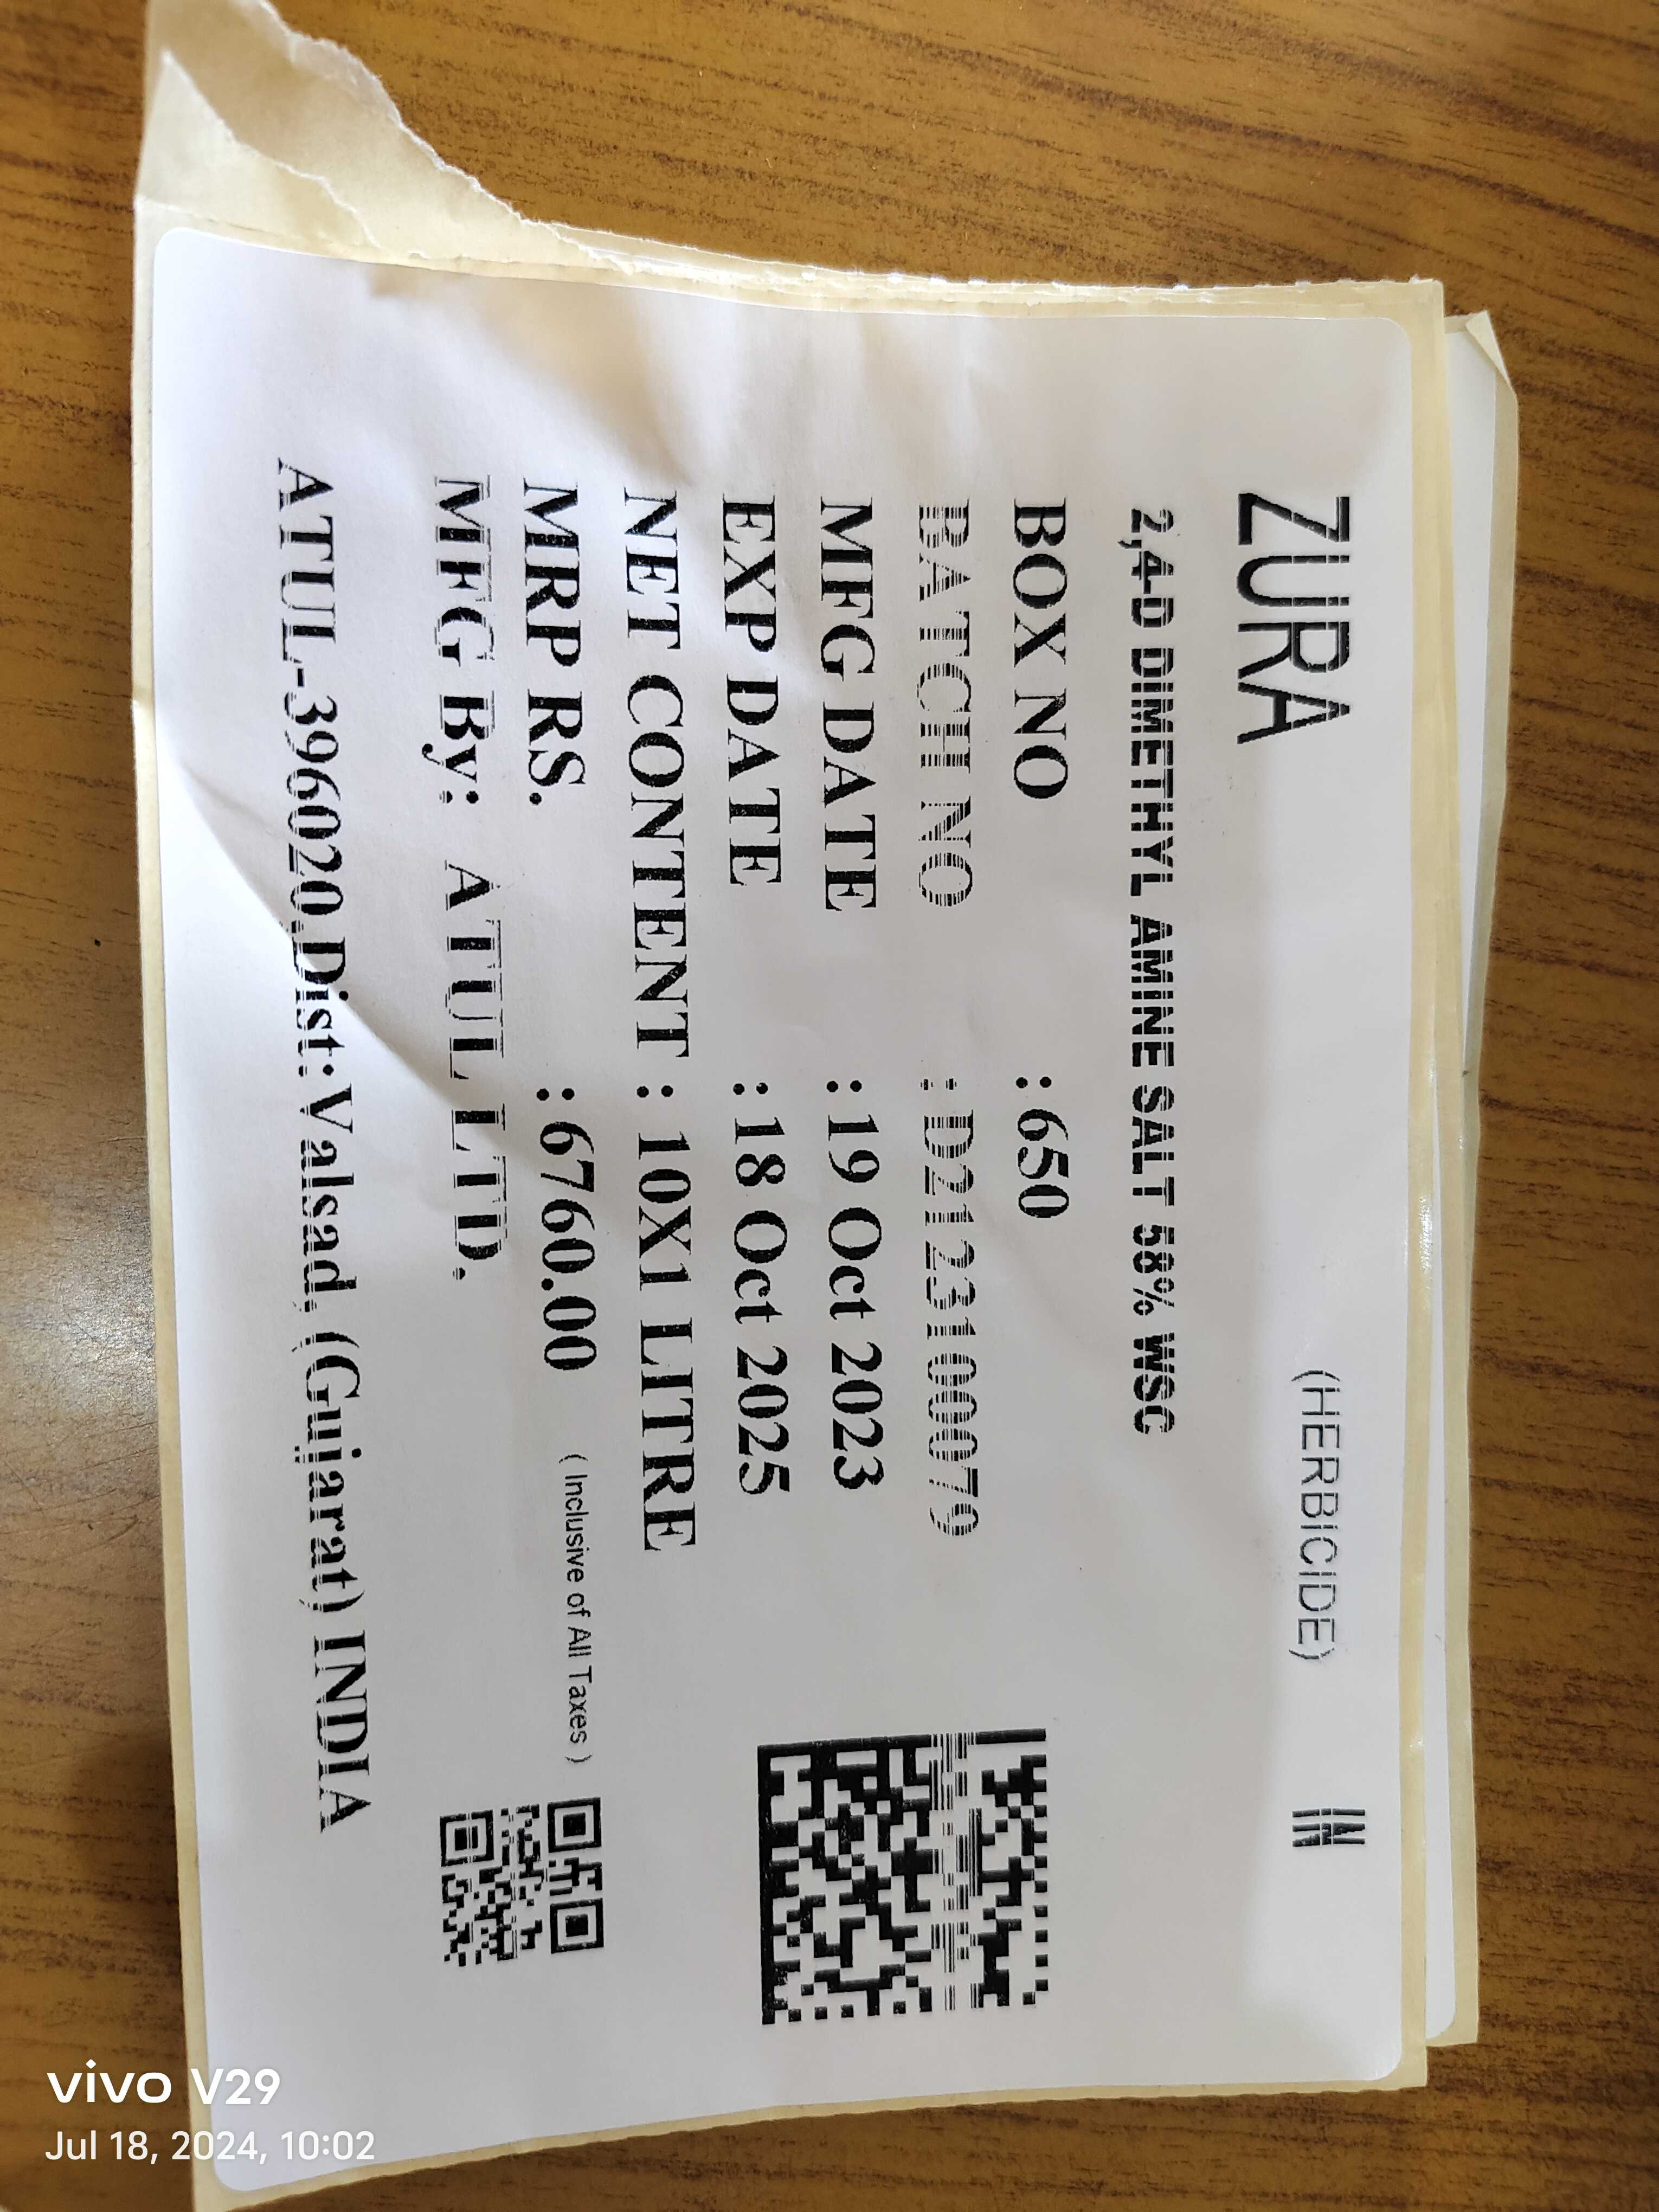 ZURA (HERBICIDE) IN
2,4-D DIMETHYL AMINE SALT 58% WSC
BOX NO : 650
BATCH NO : D212310079
MFG DATE : 19 Oct 2023
EXP DATE : 18 Oct 2025
NET CONTENT : 10X1 LITRE
MRP RS. : 6760.00 ( Inclusive of All Taxes )
MFG By: ATUL LTD.
ATUL-396020,Dist:Valsad, (Gujarat) INDIA
vivo V29
Jul 18, 2024, 10:02